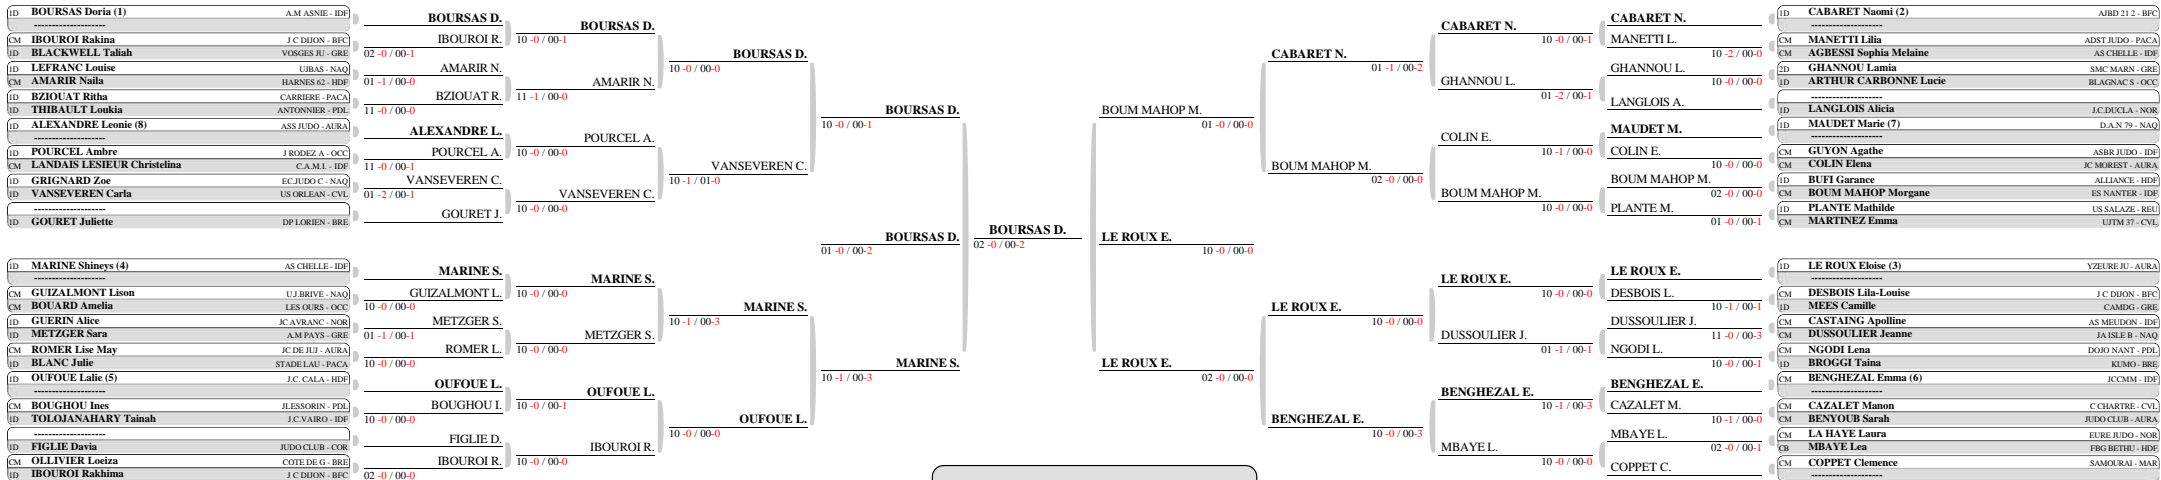 1D BOURSAS Doria (1) A.M ASNIE - IDF
--------------------
CM IBOUROI Rakina J C DIJON - BFC
1D BLACKWELL Taliah VOSGES JU - GRE
1D LEFRANC Louise UJBAS - NAQ
CM AMARIR Naila HARNES 62 - HDF
1D BZIOUAT Ritha CARRIERE - PACA
1D THIBAULT Loukia ANTONNIER - PDL
1D ALEXANDRE Leonie (8) ASS JUDO - AURA
--------------------
1D POURCEL Ambre J RODEZ A - OCC
CM LANDAIS LESIEUR Christelina C.A.M.I. - IDF
1D GRIGNARD Zoe EC.JUDO C - NAQ
1D VANSEVEREN Carla US ORLEAN - CVL
--------------------
1D GOURET Juliette DP LORIEN - BRE
1D MARINE Shineys (4) AS CHELLE - IDF
--------------------
CM GUIZALMONT Lison U.J.BRIVE - NAQ
CM BOUARD Amelia LES OURS - OCC
1D GUERIN Alice JC AVRANC - NOR
1D METZGER Sara A.M PAYS - GRE
CM ROMER Lise May JC DE JUJ - AURA
1D BLANC Julie STADE LAU - PACA
1D OUFOUE Lalie (5) J.C. CALA - HDF
--------------------
CM BOUGHOU Ines JLESSORIN - PDL
1D TOLOJANAHARY Tainah J.C.VAIRO - IDF
--------------------
1D FIGLIE Davia JUDO CLUB - COR
CM OLLIVIER Loeiza COTE DE G - BRE
1D IBOUROI Rakhima J C DIJON - BFC
BOURSAS D.
IBOUROI R.
02 -0 / 00-1
AMARIR N.
01 -1 / 00-0
BZIOUAT R.
11 -0 / 00-0
ALEXANDRE L.
POURCEL A.
11 -0 / 00-1
VANSEVEREN C.
01 -2 / 00-1
GOURET J.
MARINE S.
GUIZALMONT L.
10 -0 / 00-0
METZGER S.
01 -1 / 00-1
ROMER L.
10 -0 / 00-0
OUFOUE L.
BOUGHOU I.
10 -0 / 00-0
FIGLIE D.
IBOUROI R.
02 -0 / 00-0
BOURSAS D.
10 -0 / 00-1
AMARIR N.
11 -1 / 00-0
POURCEL A.
10 -0 / 00-0
VANSEVEREN C.
10 -0 / 00-0
MARINE S.
10 -0 / 00-0
METZGER S.
10 -0 / 00-0
OUFOUE L.
10 -0 / 00-1
IBOUROI R.
10 -0 / 00-0
BOURSAS D.
10 -0 / 00-0
VANSEVEREN C.
10 -1 / 01-0
MARINE S.
10 -1 / 00-3
OUFOUE L.
10 -0 / 00-0
BOURSAS D.
10 -0 / 00-1
BOURSAS D.
01 -0 / 00-2
MARINE S.
10 -1 / 00-3
BOURSAS D.
02 -0 / 00-2
BOUM MAHOP M.
01 -0 / 00-0
LE ROUX E.
10 -0 / 00-0
LE ROUX E.
02 -0 / 00-0
CABARET N.
01 -1 / 00-2
BOUM MAHOP M.
02 -0 / 00-0
LE ROUX E.
10 -0 / 00-0
BENGHEZAL E.
10 -0 / 00-3
CABARET N.
10 -0 / 00-1
GHANNOU L.
01 -2 / 00-1
COLIN E.
10 -1 / 00-0
BOUM MAHOP M.
10 -0 / 00-0
LE ROUX E.
10 -0 / 00-0
DUSSOULIER J.
01 -1 / 00-1
BENGHEZAL E.
10 -1 / 00-3
MBAYE L.
10 -0 / 00-0
CABARET N.
MANETTI L.
10 -2 / 00-0
GHANNOU L.
10 -0 / 00-0
LANGLOIS A.
MAUDET M.
COLIN E.
10 -0 / 00-0
BOUM MAHOP M.
02 -0 / 00-0
PLANTE M.
01 -0 / 00-1
LE ROUX E.
DESBOIS L.
10 -1 / 00-1
DUSSOULIER J.
11 -0 / 00-3
NGODI L.
10 -0 / 00-1
BENGHEZAL E.
CAZALET M.
10 -1 / 00-0
MBAYE L.
02 -0 / 00-1
COPPET C.
1D CABARET Naomi (2) AJBD 21 2 - BFC
--------------------
CM MANETTI Lilia ADST JUDO - PACA
CM AGBESSI Sophia Melaine AS CHELLE - IDF
2D GHANNOU Lamia SMC MARN - GRE
1D ARTHUR CARBONNE Lucie BLAGNAC S - OCC
--------------------
1D LANGLOIS Alicia J.C.DUCLA - NOR
1D MAUDET Marie (7) D.A.N 79 - NAQ
--------------------
CM GUYON Agathe ASBR JUDO - IDF
CM COLIN Elena JC MOREST - AURA
1D BUFI Garance ALLIANCE - HDF
CM BOUM MAHOP Morgane ES NANTER - IDF
1D PLANTE Mathilde US SALAZE - REU
CM MARTINEZ Emma UJTM 37 - CVL
1D LE ROUX Eloise (3) YZEURE JU - AURA
--------------------
CM DESBOIS Lila-Louise J C DIJON - BFC
1D MEES Camille CAMDG - GRE
CM CASTAING Apolline AS MEUDON - IDF
CM DUSSOULIER Jeanne JA ISLE B - NAQ
CM NGODI Lena DOJO NANT - PDL
1D BROGGI Taina KUMO - BRE
CM BENGHEZAL Emma (6) JCCMM - IDF
--------------------
CM CAZALET Manon C CHARTRE - CVL
CM BENYOUB Sarah JUDO CLUB - AURA
CM LA HAYE Laura EURE JUDO - NOR
CB MBAYE Lea FBG BETHU - HDF
CM COPPET Clemence SAMOURAI - MAR
--------------------